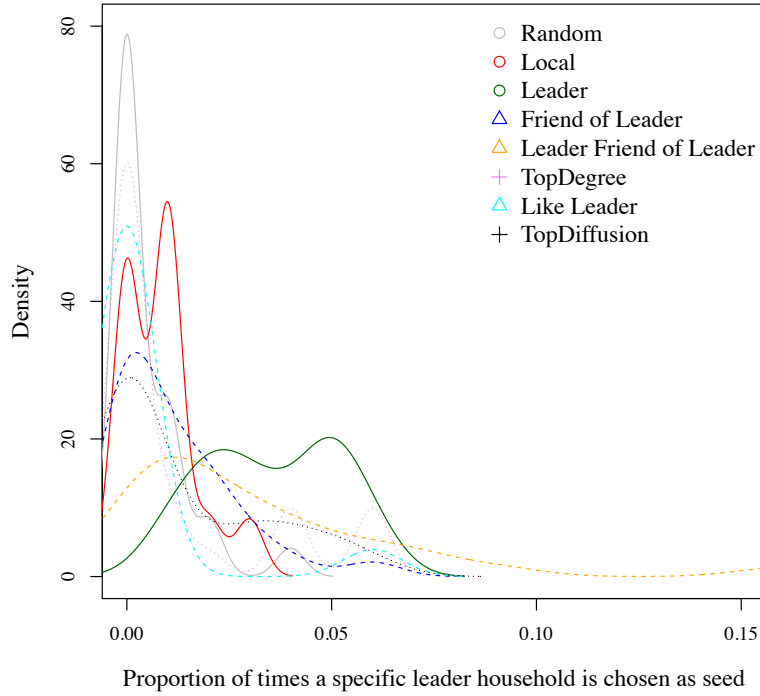 Random
Local
Leader
Friend of Leader
Leader Friend of Leader
TopDegree
Like Leader
TopDiffusion
80
60
40
20
0
Density
0.00 0.05 0.10 0.15
Proportion of times a specific leader household is chosen as seed